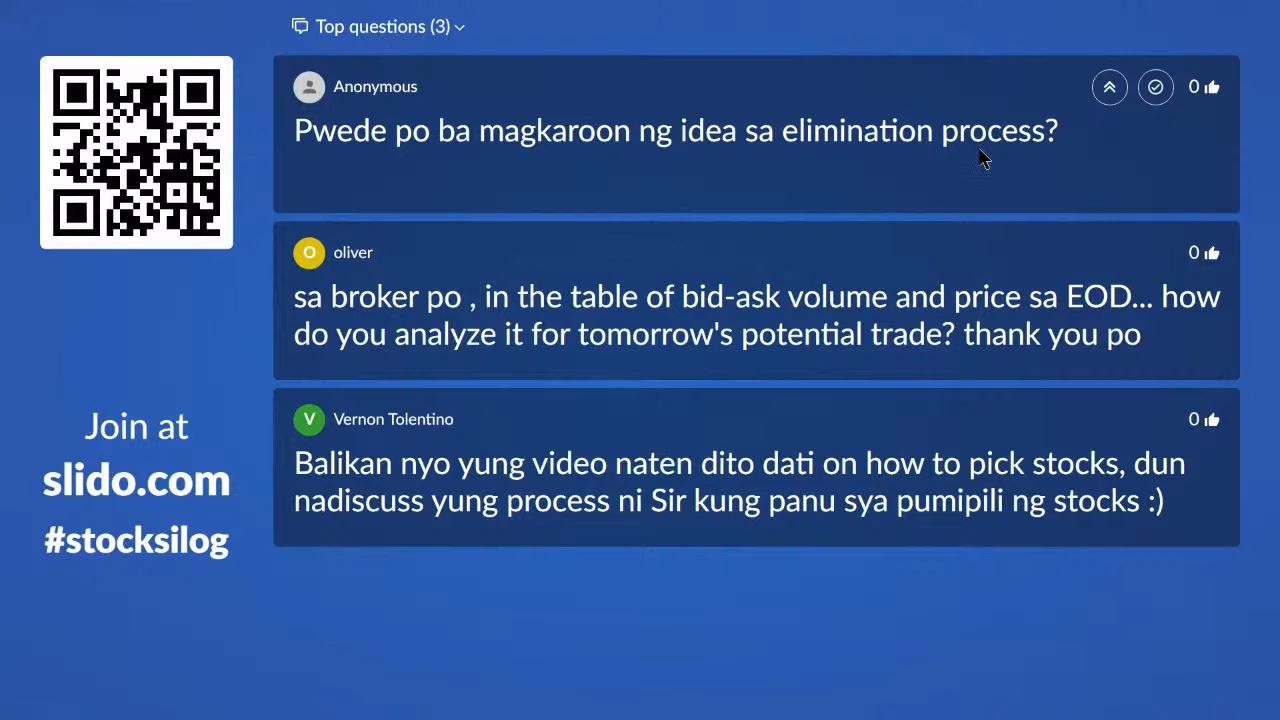 Top questions (3)
Anonymous
0
Pwede po ba magkaroon ng idea sa elimination process?
O
oliver
0
sa broker po , in the table of bid-ask volume and price sa EOD... how
do you analyze it for tomorrow's potential trade? thank you po
V
Vernon Tolentino
0
Balikan nyo yung video naten dito dati on how to pick stocks, dun
nadiscuss yung process ni Sir kung panu sya pumipili ng stocks :)
Join at
slido.com
#stocksilog